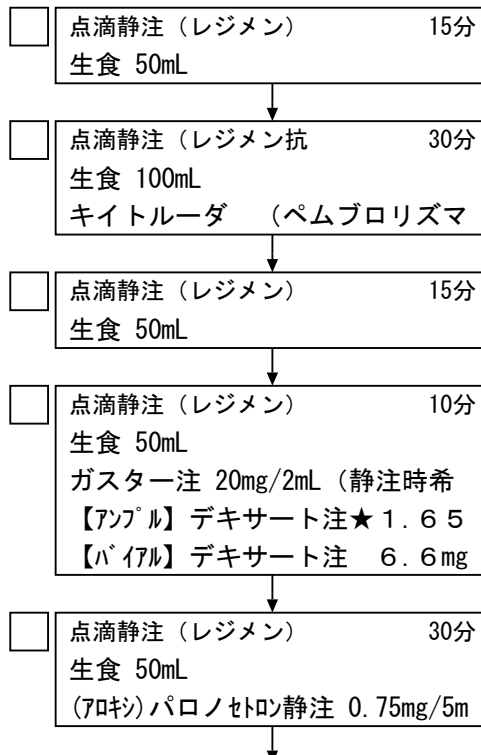 点滴静注（レジメン） 15分
生食 50mL
点滴静注（レジメン抗 30分
生食 100mL
キイトルーダ （ペムブロリズマ
点滴静注（レジメン） 15分
生食 50mL
点滴静注（レジメン） 10分
生食 50mL
ガスター注 20mg/2mL（静注時希
【ｱﾝﾌﾟﾙ】デキサート注★１.６５
【ﾊﾞｲｱﾙ】デキサート注 ６.６mg
点滴静注（レジメン） 30分
生食 50mL
(ｱﾛｷｼ)パロノｾﾄﾛﾝ静注 0.75mg/5m